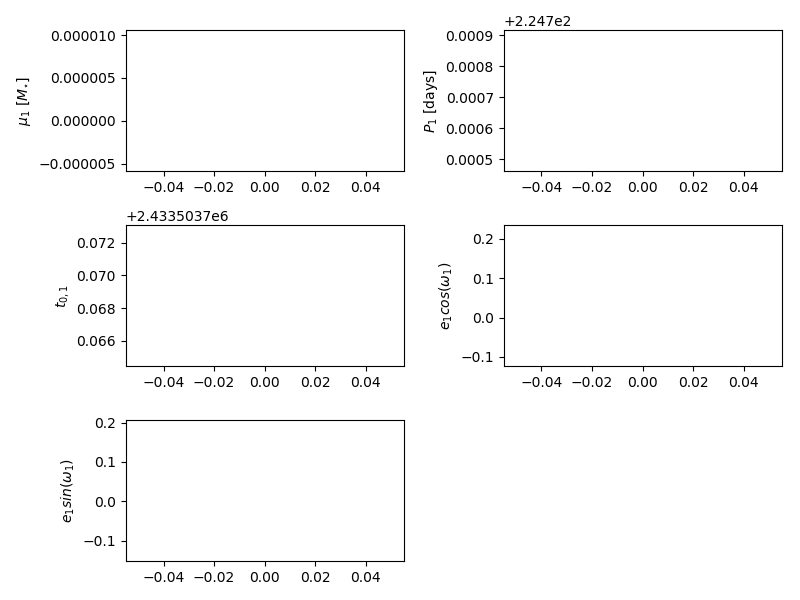 0.000010
0.000005
0.000000
−0.000005
μ₁ [M⋆]
−0.04 −0.02 0.00 0.02 0.04
+2.247e2
0.0009
0.0008
0.0007
0.0006
0.0005
P₁ [days]
−0.04 −0.02 0.00 0.02 0.04
+2.4335037e6
0.072
0.070
0.068
0.066
t₀,₁
−0.04 −0.02 0.00 0.02 0.04
0.2
0.1
0.0
−0.1
e₁cos(ω₁)
−0.04 −0.02 0.00 0.02 0.04
0.2
0.1
0.0
−0.1
e₁sin(ω₁)
−0.04 −0.02 0.00 0.02 0.04